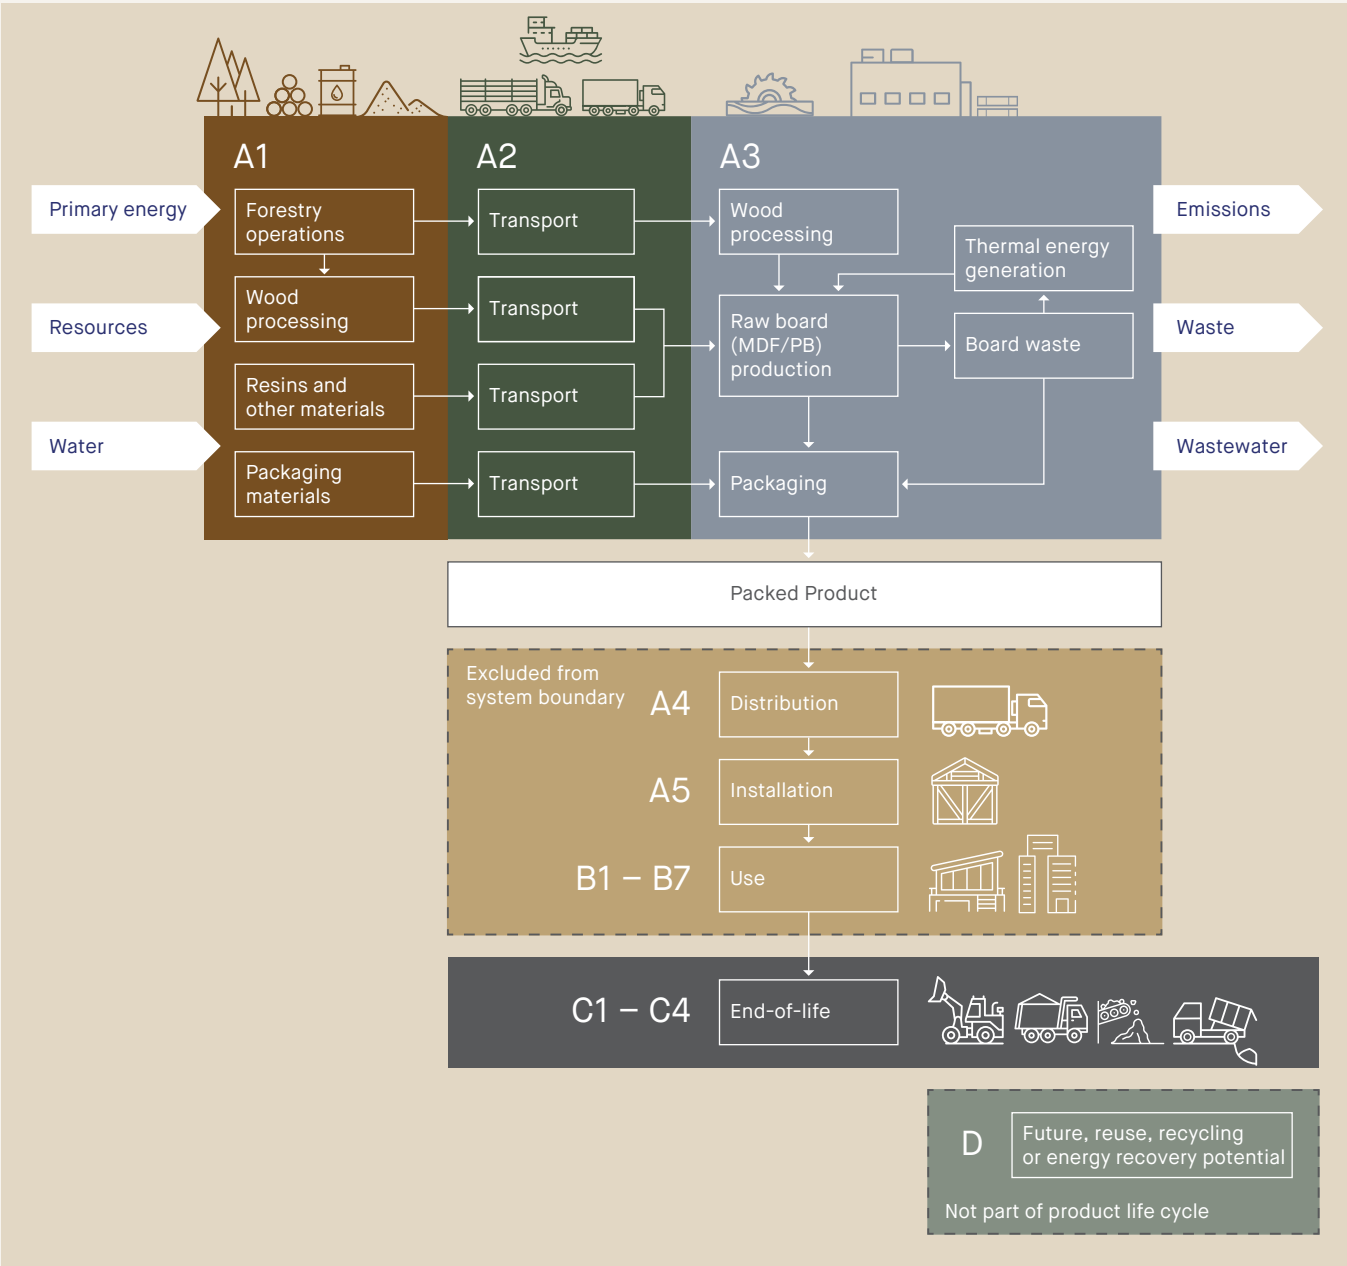 A1
A2
A3
Primary energy
Resources
Water
Forestry
operations
Wood
processing
Resins and
other materials
Packaging
materials
Transport
Transport
Transport
Transport
Wood
processing
Raw board
(MDF/PB)
production
Packaging
Thermal energy
generation
Board waste
Emissions
Waste
Wastewater
Packed Product
Excluded from
system boundary
A4
Distribution
A5
Installation
B1 – B7
Use
C1 – C4
End-of-life
D
Future, reuse, recycling
or energy recovery potential
Not part of product life cycle